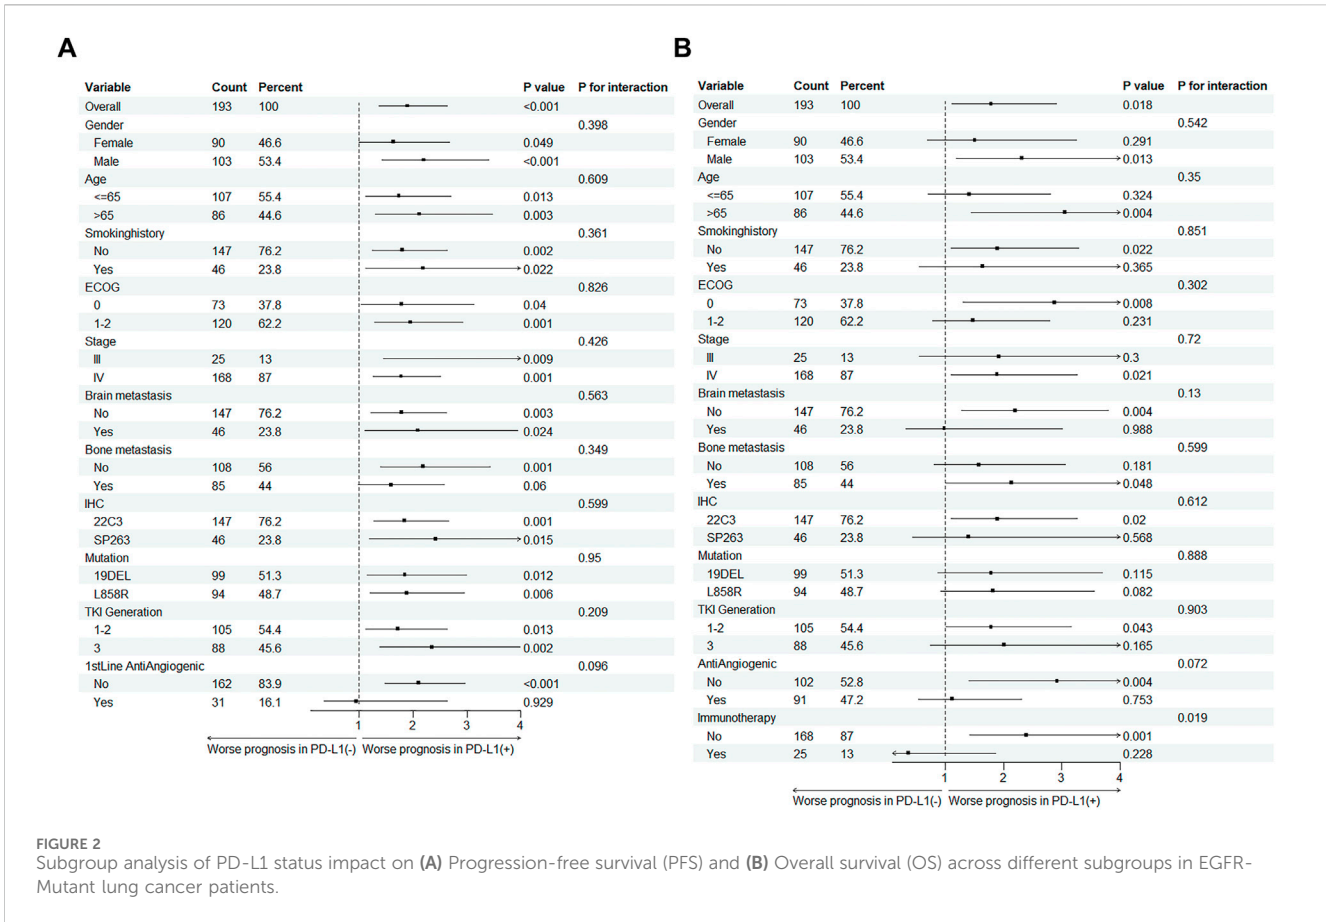 A
Variable Count Percent P value P for interaction
Overall 193 100 <0.001
Gender 0.398
Female 90 46.6 0.049
Male 103 53.4 <0.001
Age 0.609
<=65 107 55.4 0.013
>65 86 44.6 0.003
Smokinghistory 0.361
No 147 76.2 0.002
Yes 46 23.8 0.022
ECOG 0.826
0 73 37.8 0.04
1-2 120 62.2 0.001
Stage 0.426
III 25 13 0.009
IV 168 87 0.001
Brain metastasis 0.563
No 147 76.2 0.003
Yes 46 23.8 0.024
Bone metastasis 0.349
No 108 56 0.001
Yes 85 44 0.06
IHC 0.599
22C3 147 76.2 0.001
SP263 46 23.8 0.015
Mutation 0.95
19DEL 99 51.3 0.012
L858R 94 48.7 0.006
TKI Generation 0.209
1-2 105 54.4 0.013
3 88 45.6 0.002
1stLine AntiAngiogenic 0.096
No 162 83.9 <0.001
Yes 31 16.1 0.929
1 2 3 4
Worse prognosis in PD-L1(-) Worse prognosis in PD-L1(+)
B
Variable Count Percent P value P for interaction
Overall 193 100 0.018
Gender 0.542
Female 90 46.6 0.291
Male 103 53.4 0.013
Age 0.35
<=65 107 55.4 0.324
>65 86 44.6 0.004
Smokinghistory 0.851
No 147 76.2 0.022
Yes 46 23.8 0.365
ECOG 0.302
0 73 37.8 0.008
1-2 120 62.2 0.231
Stage 0.72
III 25 13 0.3
IV 168 87 0.021
Brain metastasis 0.13
No 147 76.2 0.004
Yes 46 23.8 0.988
Bone metastasis 0.599
No 108 56 0.181
Yes 85 44 0.048
IHC 0.612
22C3 147 76.2 0.02
SP263 46 23.8 0.568
Mutation 0.888
19DEL 99 51.3 0.115
L858R 94 48.7 0.082
TKI Generation 0.903
1-2 105 54.4 0.043
3 88 45.6 0.165
AntiAngiogenic 0.072
No 102 52.8 0.004
Yes 91 47.2 0.753
Immunotherapy 0.019
No 168 87 0.001
Yes 25 13 0.228
1 2 3 4
Worse prognosis in PD-L1(-) Worse prognosis in PD-L1(+)
FIGURE 2
Subgroup analysis of PD-L1 status impact on (A) Progression-free survival (PFS) and (B) Overall survival (OS) across different subgroups in EGFR-
Mutant lung cancer patients.